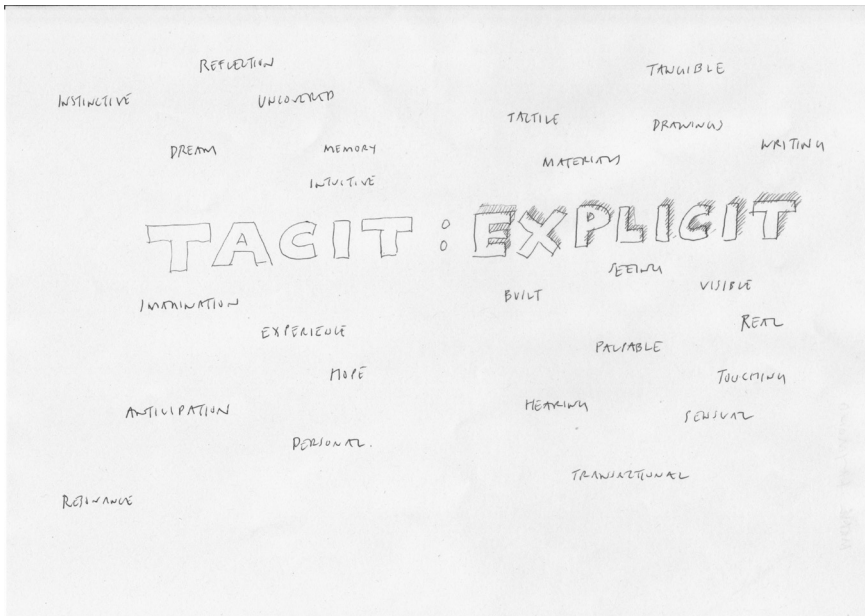 REFLECTION
TANGIBLE
INSTINCTIVE
UNCOVERED
TACTILE
DRAWINGS
WRITING
DREAM
MEMORY
MATERIALS
INTUITIVE
TACIT : EXPLICIT
SEEING
VISIBLE
BUILT
IMAGINATION
REAL
EXPERIENCE
PALPABLE
HOPE
TOUCHING
HEARING
ANTICIPATION
SENSUAL
PERSONAL.
TRANSACTIONAL
RESONANCE